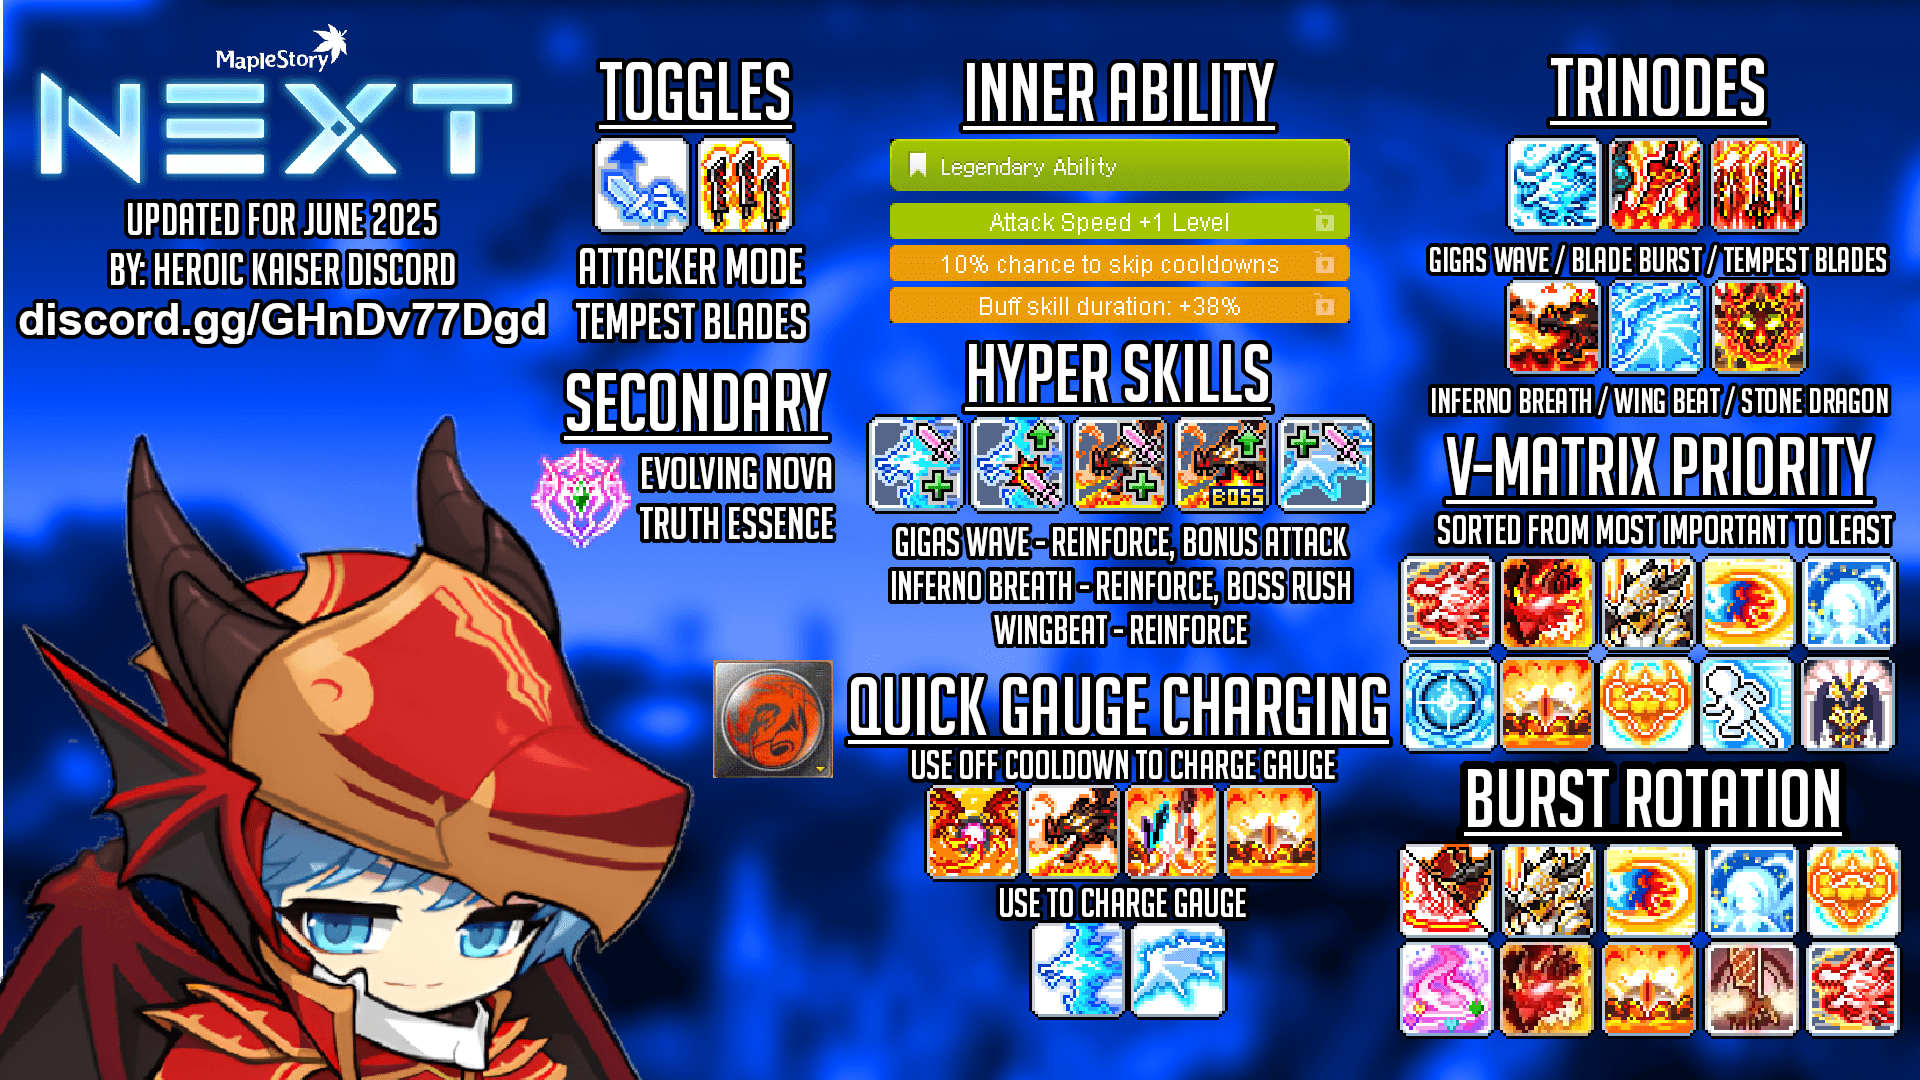 MapleStory
NEXT
UPDATED FOR JUNE 2025
BY: HEROIC KAISER DISCORD
discord.gg/GHnDv77Dgd
TOGGLES
ATTACKER MODE
TEMPEST BLADES
SECONDARY
EVOLVING NOVA
TRUTH ESSENCE
INNER ABILITY
Legendary Ability
Attack Speed +1 Level
10% chance to skip cooldowns
Buff skill duration: +38%
HYPER SKILLS
BOSS
GIGAS WAVE - REINFORCE, BONUS ATTACK
INFERNO BREATH - REINFORCE, BOSS RUSH
WINGBEAT - REINFORCE
QUICK GAUGE CHARGING
USE OFF COOLDOWN TO CHARGE GAUGE
USE TO CHARGE GAUGE
TRINODES
GIGAS WAVE / BLADE BURST / TEMPEST BLADES
INFERNO BREATH / WING BEAT / STONE DRAGON
V-MATRIX PRIORITY
SORTED FROM MOST IMPORTANT TO LEAST
BURST ROTATION